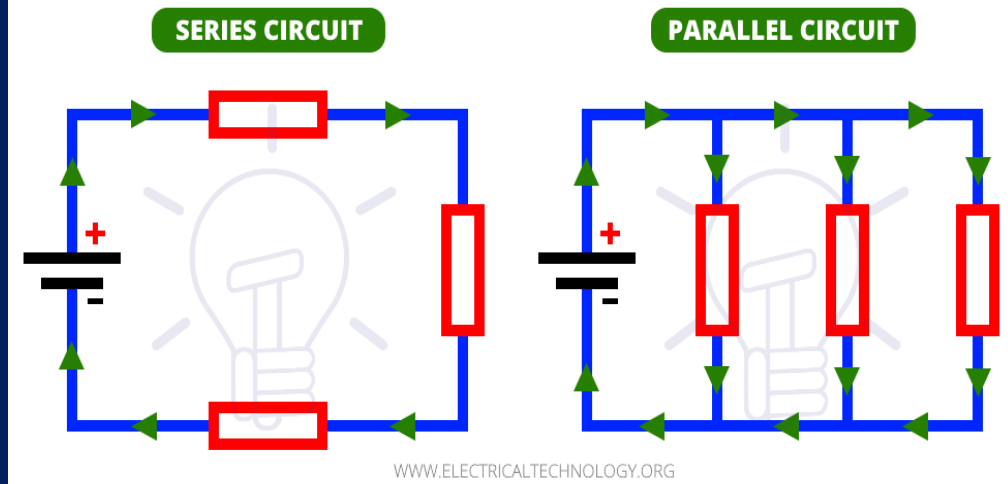 SERIES CIRCUIT
PARALLEL CIRCUIT
+
-
+
-
WWW.ELECTRICALTECHNOLOGY.ORG